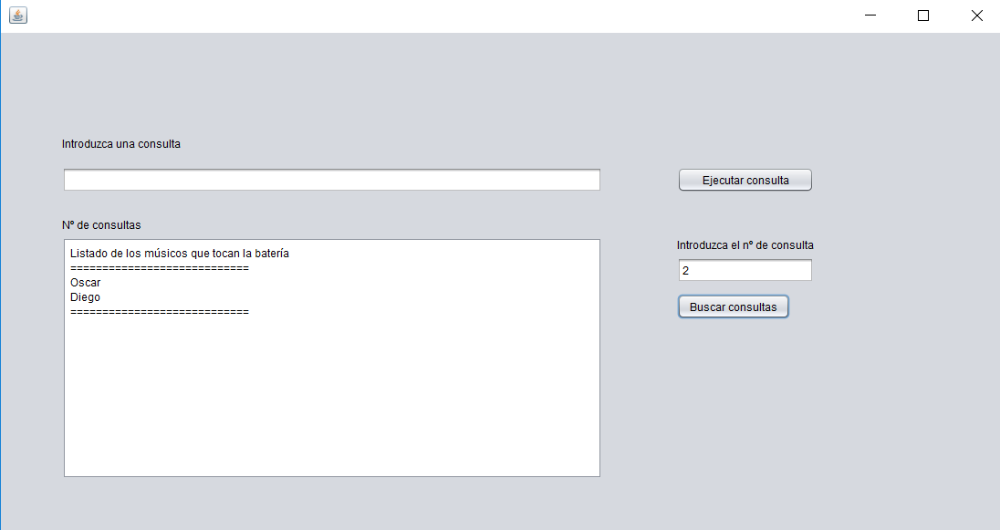 Introduzca una consulta
Ejecutar consulta
Nº de consultas
Listado de los músicos que tocan la batería
============================
Oscar
Diego
============================
Introduzca el nº de consulta
2
Buscar consultas